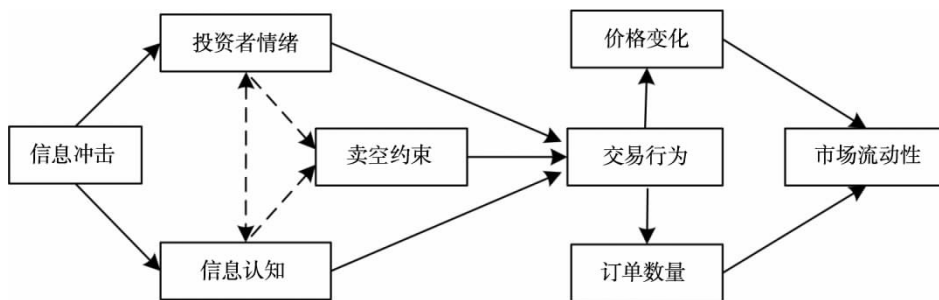 投资者情绪
价格变化
信息冲击
卖空约束
交易行为
市场流动性
信息认知
订单数量